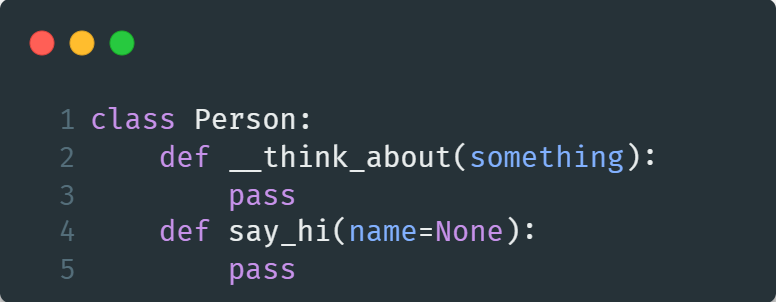 1 class Person:
2     def __think_about(something):
3         pass
4     def say_hi(name=None):
5         pass